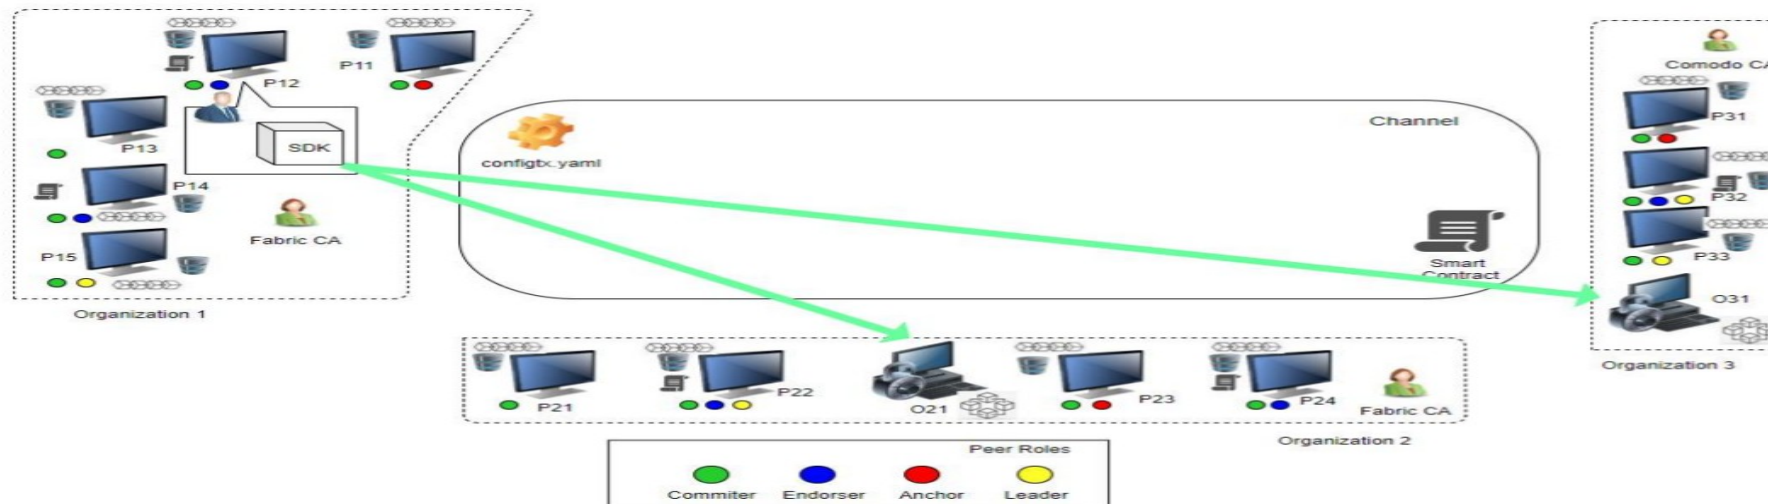 P12
P11
P13
SDK
P14
Fabric CA
P15
Organization 1
configtx.yaml
Channel
Smart
Contract
Comodo CA
P31
P32
P33
O31
Organization 3
P21
P22
O21
P23
P24
Fabric CA
Organization 2
Peer Roles
Commiter
Endorser
Anchor
Leader